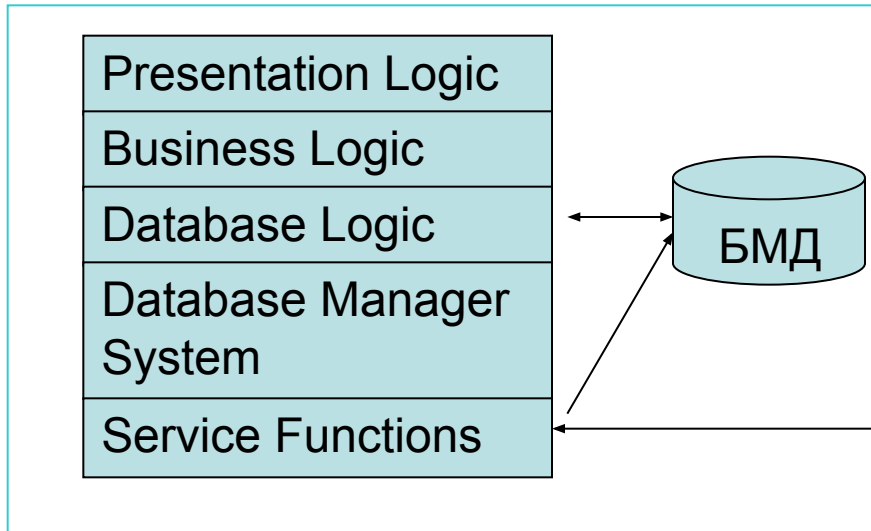 Presentation Logic
Business Logic
Database Logic
Database Manager
System
Service Functions
БМД